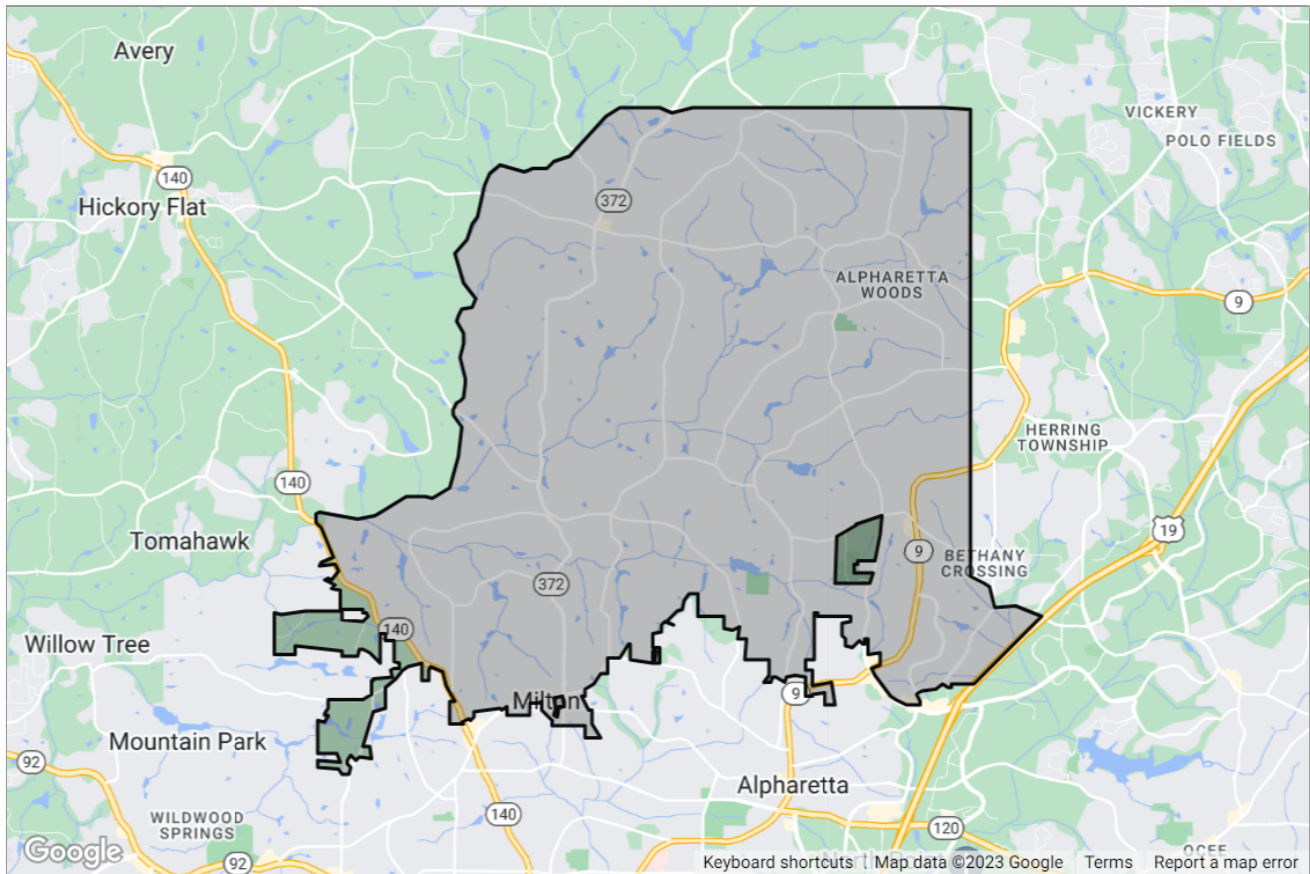 Avery
VICKERY
POLO FIELDS
140
Hickory Flat
372
ALPHARETTA
WOODS
9
HERRING
TOWNSHIP
140
19
Tomahawk
9
BETHANY
CROSSING
372
140
Willow Tree
Milton
9
Mountain Park
92
Alpharetta
WILDWOOD
SPRINGS
140
120
92
OCEE
Google
Keyboard shortcuts
Map data ©2023 Google
Terms
Report a map error